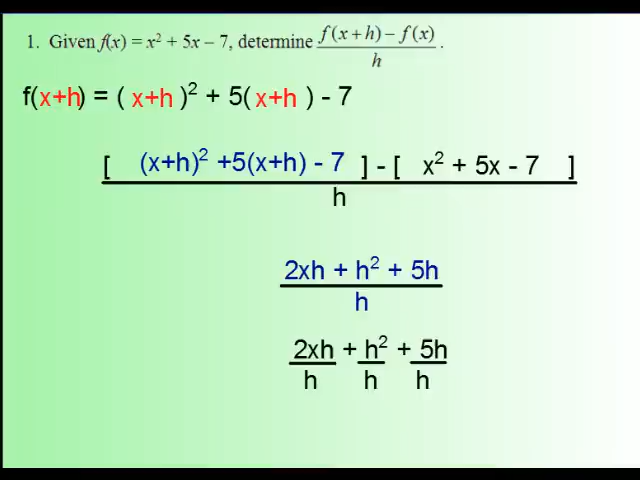 1. Given f(x) = x² + 5x – 7, determine f(x+h) – f(x)
h .
f(x+h) = ( x+h )² + 5( x+h ) - 7
[ (x+h)² +5(x+h) - 7 ] - [ x² + 5x - 7 ]
h
2xh + h² + 5h
h
2xh + h² + 5h
h h h